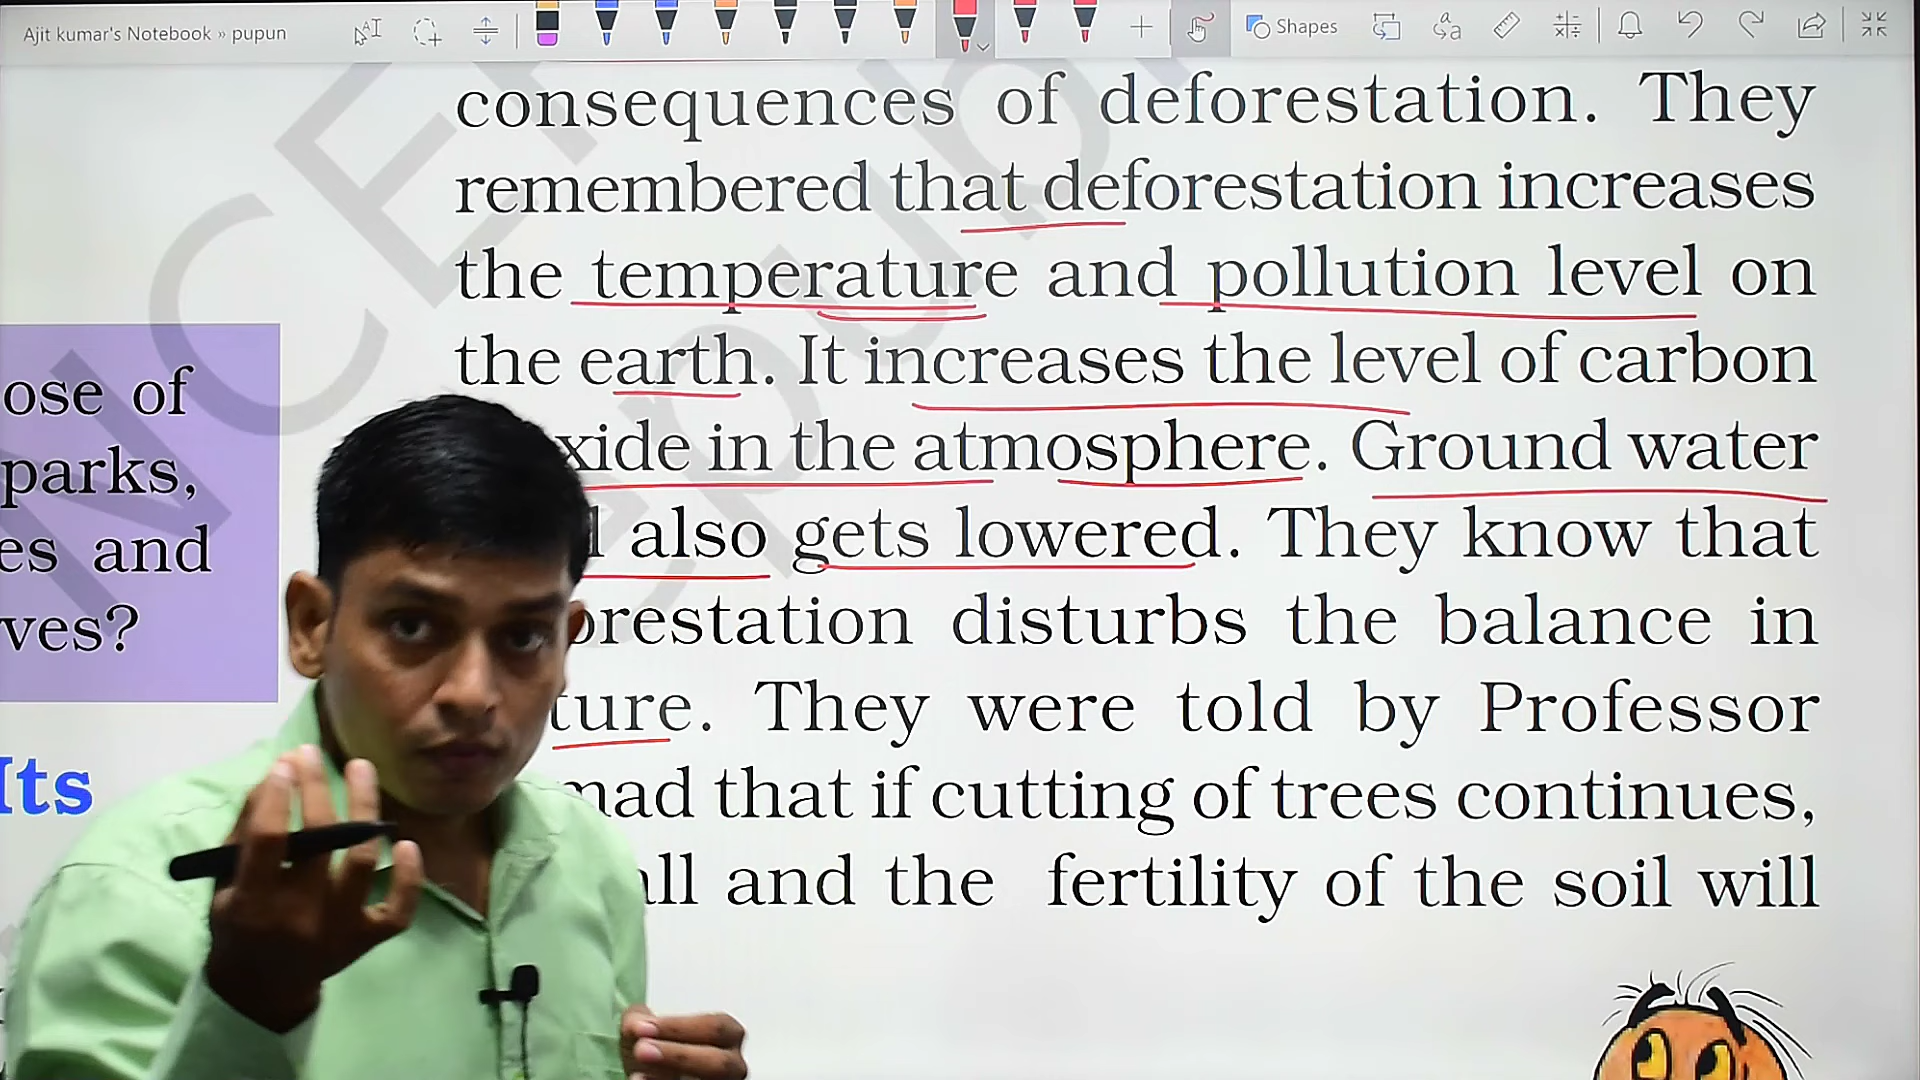 Ajit kumar's Notebook » pupun
Shapes
consequences of deforestation. They
remembered that deforestation increases
the temperature and pollution level on
the earth. It increases the level of carbon
xide in the atmosphere. Ground water
l also gets lowered. They know that
orestation disturbs the balance in
ture. They were told by Professor
mad that if cutting of trees continues,
all and the fertility of the soil will
ose of
parks,
es and
ves?
Its